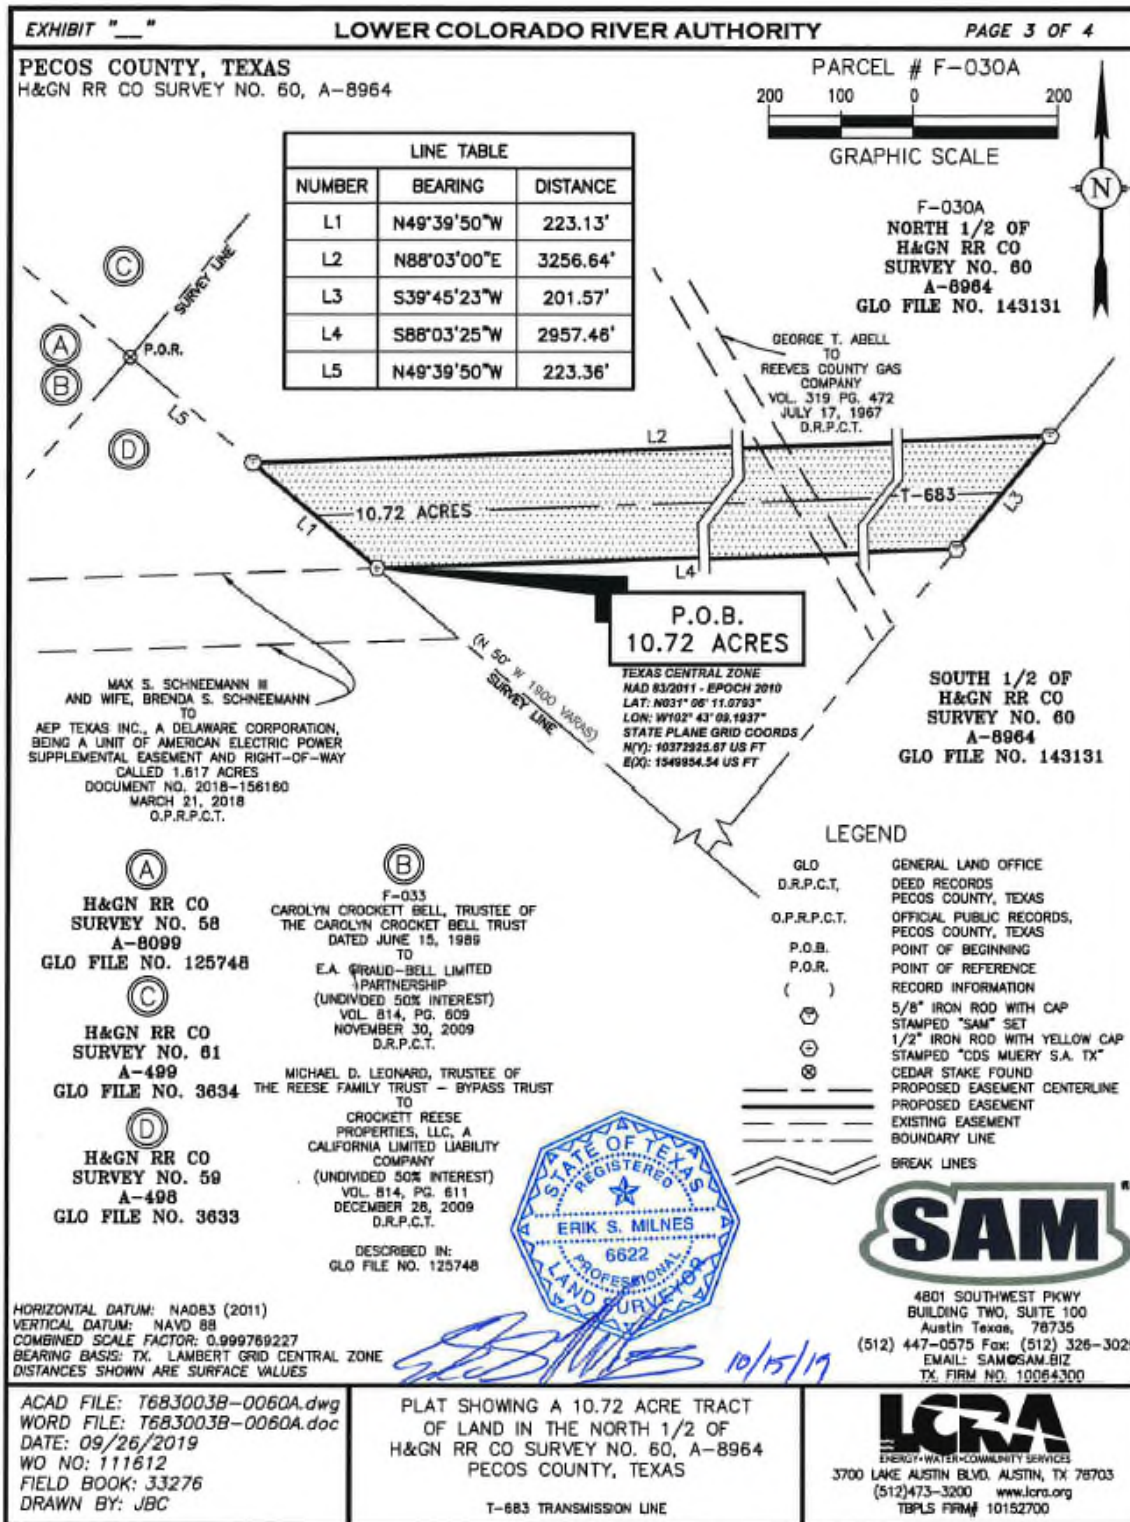 EXHIBIT "__"
LOWER COLORADO RIVER AUTHORITY
PAGE 3 OF 4
PECOS COUNTY, TEXAS
H&GN RR CO SURVEY NO. 60, A-8964
PARCEL # F-030A
200 100 0 200
GRAPHIC SCALE
N
LINE TABLE
NUMBER BEARING DISTANCE
L1 N49°39'50"W 223.13'
L2 N88°03'00"E 3256.64'
L3 S39°45'23"W 201.57'
L4 S88°03'25"W 2957.46'
L5 N49°39'50"W 223.36'
F-030A
NORTH 1/2 OF
H&GN RR CO
SURVEY NO. 60
A-8964
GLO FILE NO. 143131
C
SURVEY LINE
A
P.O.R.
B
L5
D
GEORGE T. ABELL
TO
REEVES COUNTY GAS
COMPANY
VOL. 319 PG. 472
JULY 17, 1967
D.R.P.C.T.
L2
L1
10.72 ACRES
T-683
L3
L4
P.O.B.
10.72 ACRES
(N 50° W 1900 VARAS)
SURVEY LINE
TEXAS CENTRAL ZONE
NAD 83/2011 - EPOCH 2010
LAT: N031° 06' 11.0793"
LON: W102° 43' 09.1937"
STATE PLANE GRID COORDS
N(Y): 10372925.67 US FT
E(X): 1549854.54 US FT
MAX S. SCHNEEMANN III
AND WIFE, BRENDA S. SCHNEEMANN
TO
AEP TEXAS INC., A DELAWARE CORPORATION,
BEING A UNIT OF AMERICAN ELECTRIC POWER
SUPPLEMENTAL EASEMENT AND RIGHT-OF-WAY
CALLED 1.617 ACRES
DOCUMENT NO. 2018-156160
MARCH 21, 2018
O.P.R.P.C.T.
SOUTH 1/2 OF
H&GN RR CO
SURVEY NO. 60
A-8964
GLO FILE NO. 143131
A
H&GN RR CO
SURVEY NO. 58
A-8099
GLO FILE NO. 125748
C
H&GN RR CO
SURVEY NO. 61
A-499
GLO FILE NO. 3634
D
H&GN RR CO
SURVEY NO. 59
A-498
GLO FILE NO. 3633
B
F-033
CAROLYN CROCKETT BELL, TRUSTEE OF
THE CAROLYN CROCKET BELL TRUST
DATED JUNE 15, 1989
TO
E.A. GIRAUD-BELL LIMITED
PARTNERSHIP
(UNDIVIDED 50% INTEREST)
VOL. 814, PG. 609
NOVEMBER 30, 2009
D.R.P.C.T.
MICHAEL D. LEONARD, TRUSTEE OF
THE REESE FAMILY TRUST - BYPASS TRUST
TO
CROCKETT REESE
PROPERTIES, LLC, A
CALIFORNIA LIMITED LIABILITY
COMPANY
(UNDIVIDED 50% INTEREST)
VOL. 814, PG. 611
DECEMBER 28, 2009
D.R.P.C.T.
DESCRIBED IN:
GLO FILE NO. 125748
LEGEND
GLO GENERAL LAND OFFICE
D.R.P.C.T, DEED RECORDS
PECOS COUNTY, TEXAS
O.P.R.P.C.T. OFFICIAL PUBLIC RECORDS,
PECOS COUNTY, TEXAS
P.O.B. POINT OF BEGINNING
P.O.R. POINT OF REFERENCE
( ) RECORD INFORMATION
5/8" IRON ROD WITH CAP
STAMPED "SAM" SET
1/2" IRON ROD WITH YELLOW CAP
STAMPED "CDS MUERY S.A. TX"
CEDAR STAKE FOUND
PROPOSED EASEMENT CENTERLINE
PROPOSED EASEMENT
EXISTING EASEMENT
BOUNDARY LINE
BREAK LINES
STATE OF TEXAS
REGISTERED
ERIK S. MILNES
6622
PROFESSIONAL
LAND SURVEYOR
10/15/19
SAM
4801 SOUTHWEST PKWY
BUILDING TWO, SUITE 100
Austin Texas, 78735
(512) 447-0575 Fax: (512) 326-3029
EMAIL: SAM@SAM.BIZ
TX. FIRM NO. 10064300
HORIZONTAL DATUM: NAD83 (2011)
VERTICAL DATUM: NAVD 88
COMBINED SCALE FACTOR: 0.999769227
BEARING BASIS: TX. LAMBERT GRID CENTRAL ZONE
DISTANCES SHOWN ARE SURFACE VALUES
ACAD FILE: T683003B-0060A.dwg
WORD FILE: T683003B-0060A.doc
DATE: 09/26/2019
WO NO: 111612
FIELD BOOK: 33276
DRAWN BY: JBC
PLAT SHOWING A 10.72 ACRE TRACT
OF LAND IN THE NORTH 1/2 OF
H&GN RR CO SURVEY NO. 60, A-8964
PECOS COUNTY, TEXAS
T-683 TRANSMISSION LINE
LCRA
ENERGY•WATER•COMMUNITY SERVICES
3700 LAKE AUSTIN BLVD. AUSTIN, TX 78703
(512)473-3200 www.lcra.org
TBPLS FIRM# 10152700